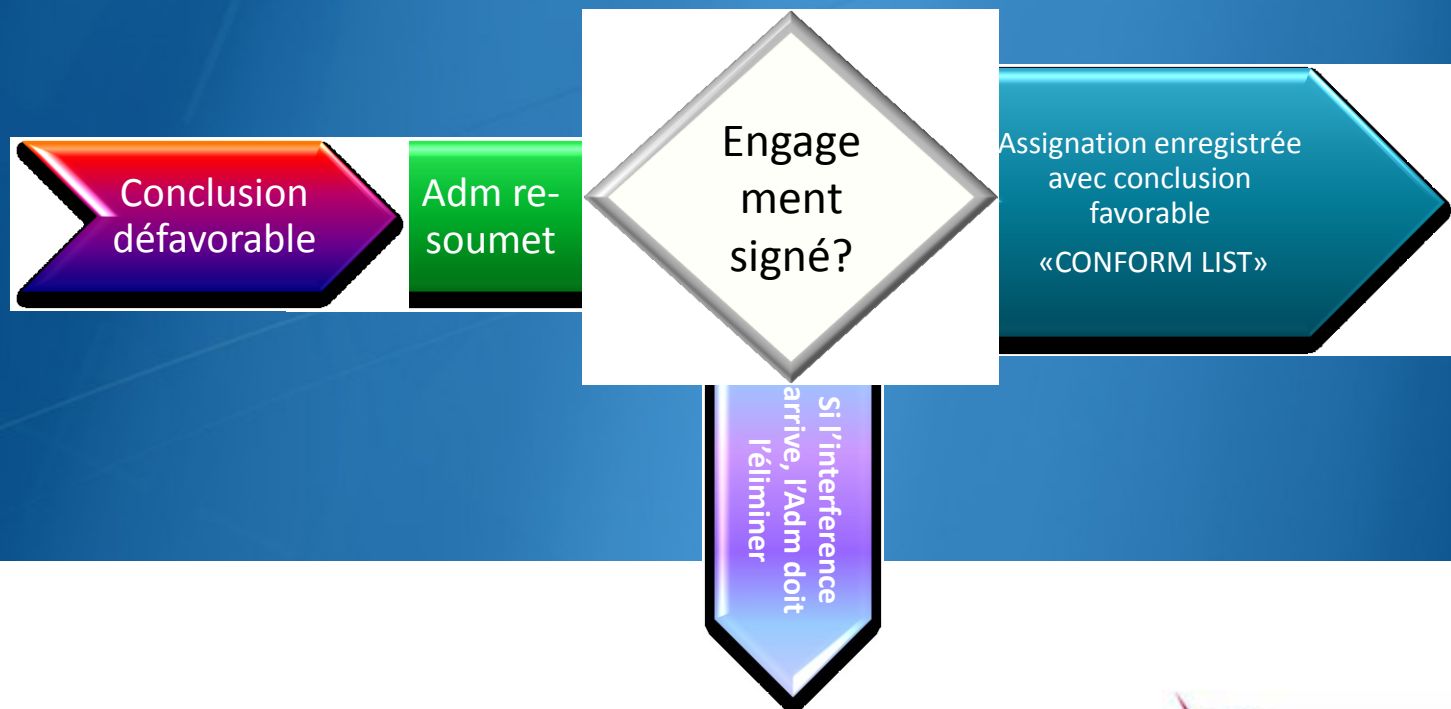 Conclusion
défavorable
Adm re-
soumet
Engage
ment
signé?
Assignation enregistrée
avec conclusion
favorable
«CONFORM LIST»
Si l'interference
arrive, l'Adm doit
l'éliminer